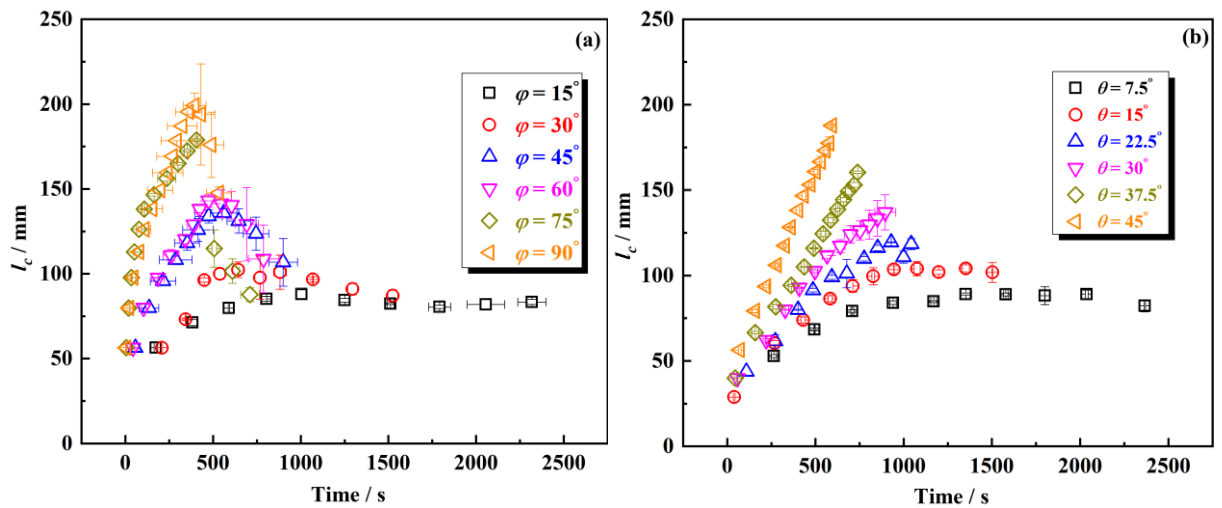 (a)
250
200
150
100
50
0
l_c / mm
φ = 15°
φ = 30°
φ = 45°
φ = 60°
φ = 75°
φ = 90°
0 500 1000 1500 2000 2500
Time / s
(b)
250
200
150
100
50
0
l_c / mm
θ = 7.5°
θ = 15°
θ = 22.5°
θ = 30°
θ = 37.5°
θ = 45°
0 500 1000 1500 2000 2500
Time / s